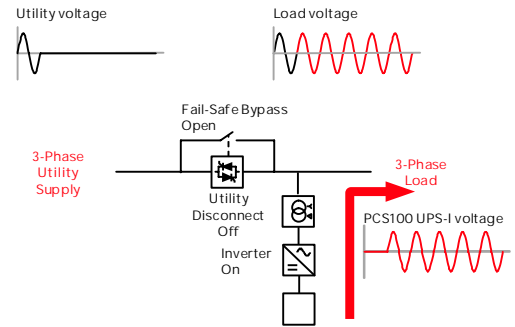 Utility voltage
Load voltage
Fail-Safe Bypass
Open
3-Phase
Utility
Supply
Utility
Disconnect
Off
3-Phase
Load
PCS100 UPS-I voltage
Inverter
On